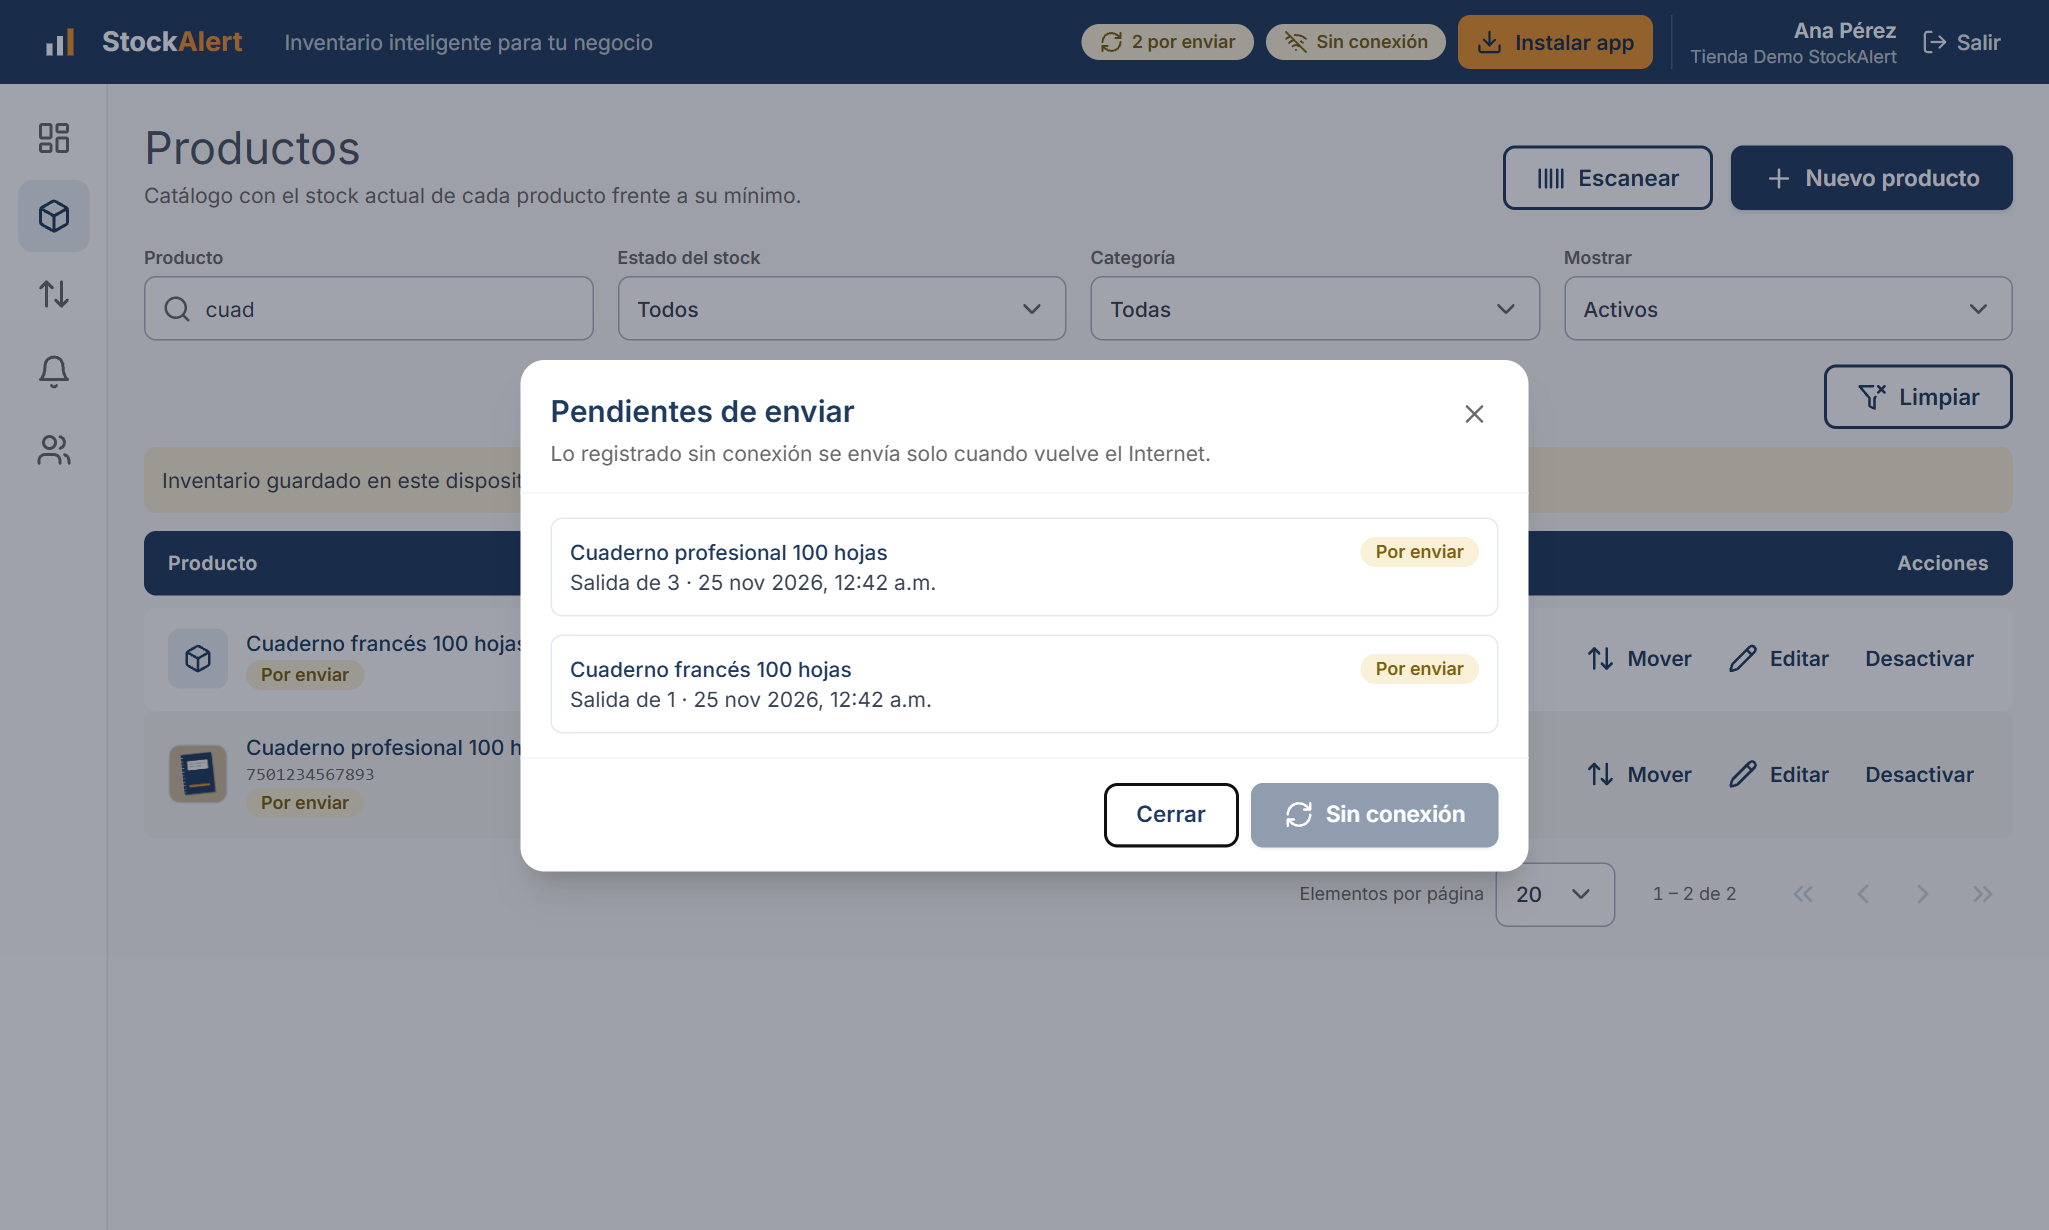 StockAlert
Inventario inteligente para tu negocio
2 por enviar
Sin conexión
Instalar app
Ana Pérez
Tienda Demo StockAlert
Salir
Productos
Catálogo con el stock actual de cada producto frente a su mínimo.
Escanear
Nuevo producto
Producto
Estado del stock
Categoría
Mostrar
cuad
Todos
Todas
Activos
Limpiar
Inventario guardado en este
Pendientes de enviar
Lo registrado sin conexión se envía solo cuando vuelve el Internet.
Cuaderno profesional 100 hojas
Por enviar
Salida de 3 · 25 nov 2026, 12:42 a.m.
Cuaderno francés 100 hojas
Por enviar
Salida de 1 · 25 nov 2026, 12:42 a.m.
Cerrar
Sin conexión
Producto
Acciones
Cuaderno francés 100 hojas
Por enviar
Mover
Editar
Desactivar
Cuaderno profesional 100
7501234567893
Por enviar
Mover
Editar
Desactivar
Elementos por página
20
1 – 2 de 2